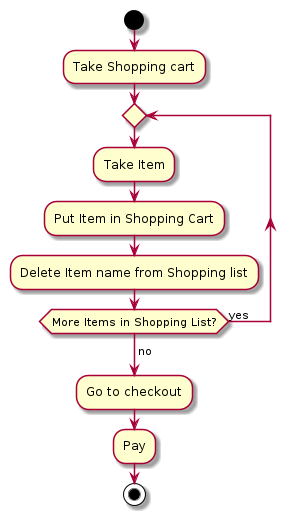 Take Shopping cart
Take Item
Put Item in Shopping Cart
Delete Item name from Shopping list
More Items in Shopping List?
yes
no
Go to checkout
Pay